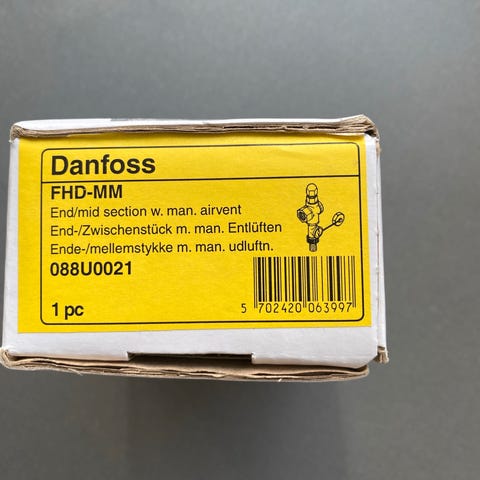 Danfoss
FHD-MM
End/mid section w. man. airvent
End-/Zwischenstück m. man. Entlüften
Ende-/mellemstykke m. man. udluftn.
088U0021
1 pc
5 702420 063997